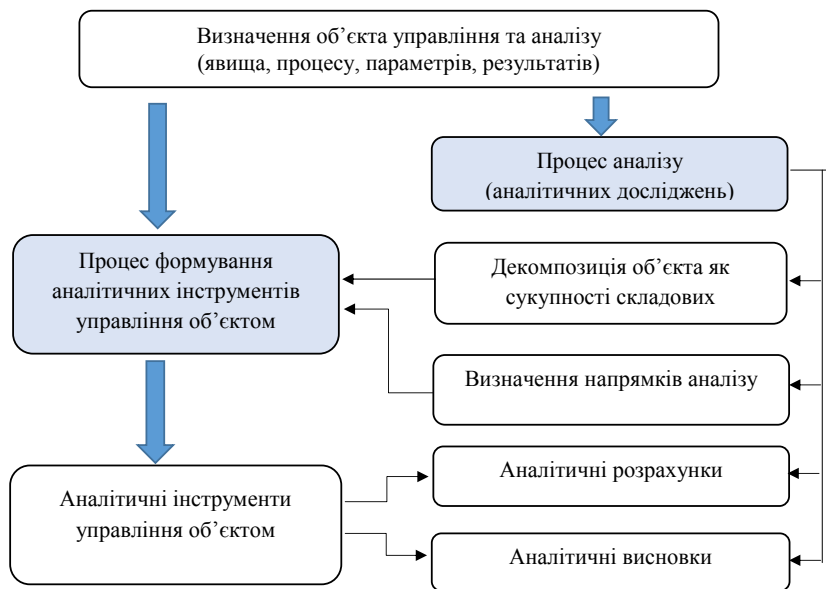 Визначення об’єкта управління та аналізу
(явища, процесу, параметрів, результатів)
Процес аналізу
(аналітичних досліджень)
Процес формування
аналітичних інструментів
управління об’єктом
Декомпозиція об’єкта як
сукупності складових
Визначення напрямків аналізу
Аналітичні інструменти
управління об’єктом
Аналітичні розрахунки
Аналітичні висновки